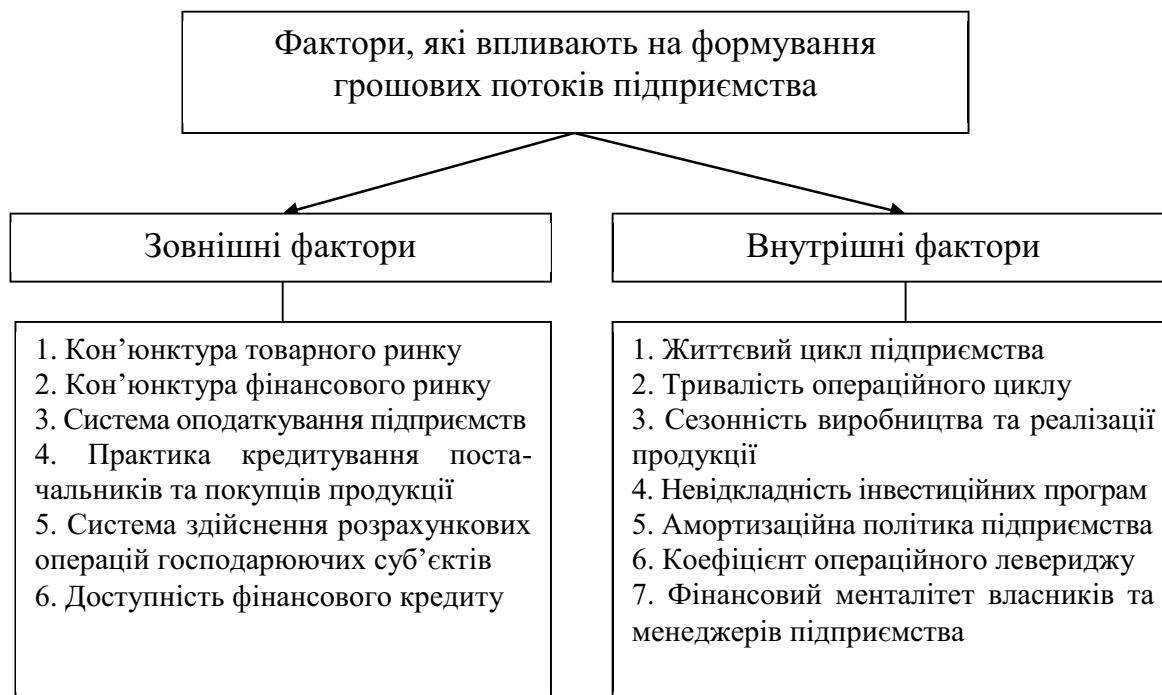 Фактори, які впливають на формування
грошових потоків підприємства
Зовнішні фактори
1. Кон’юнктура товарного ринку
2. Кон’юнктура фінансового ринку
3. Система оподаткування підприємств
4. Практика кредитування поста-
чальників та покупців продукції
5. Система здійснення розрахункових
операцій господарюючих суб’єктів
6. Доступність фінансового кредиту
Внутрішні фактори
1. Життєвий цикл підприємства
2. Тривалість операційного циклу
3. Сезонність виробництва та реалізації
продукції
4. Невідкладність інвестиційних програм
5. Амортизаційна політика підприємства
6. Коефіцієнт операційного левериджу
7. Фінансовий менталітет власників та
менеджерів підприємства